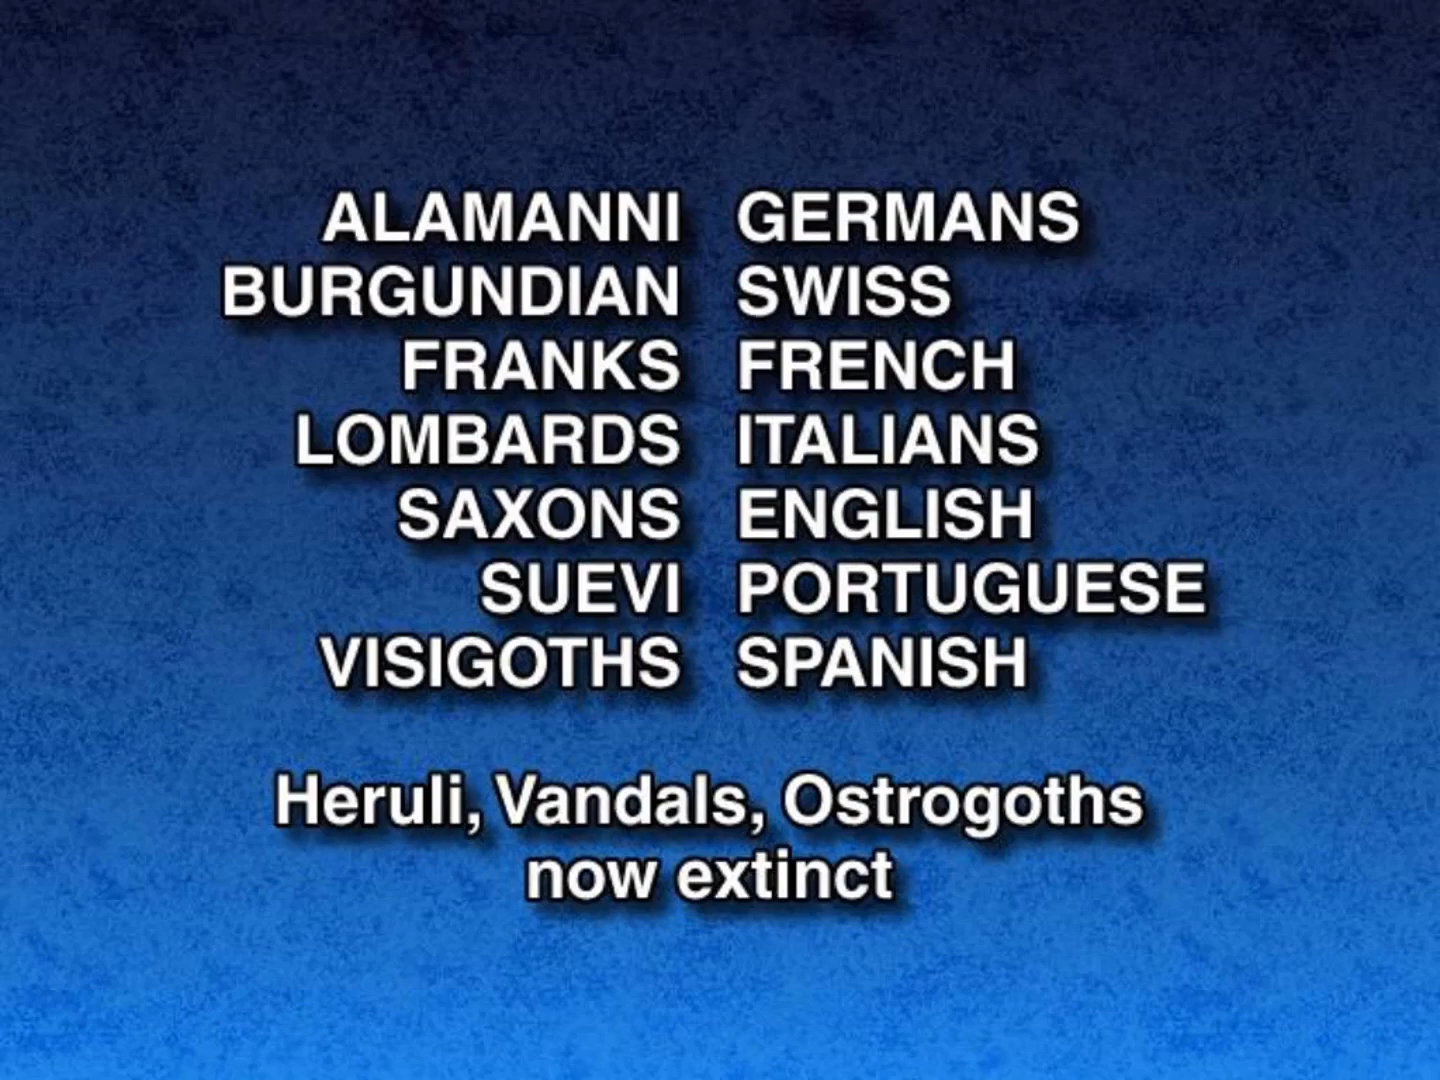 ALAMANNI GERMANS
BURGUNDIAN SWISS
FRANKS FRENCH
LOMBARDS ITALIANS
SAXONS ENGLISH
SUEVI PORTUGUESE
VISIGOTHS SPANISH
Heruli, Vandals, Ostrogoths
now extinct